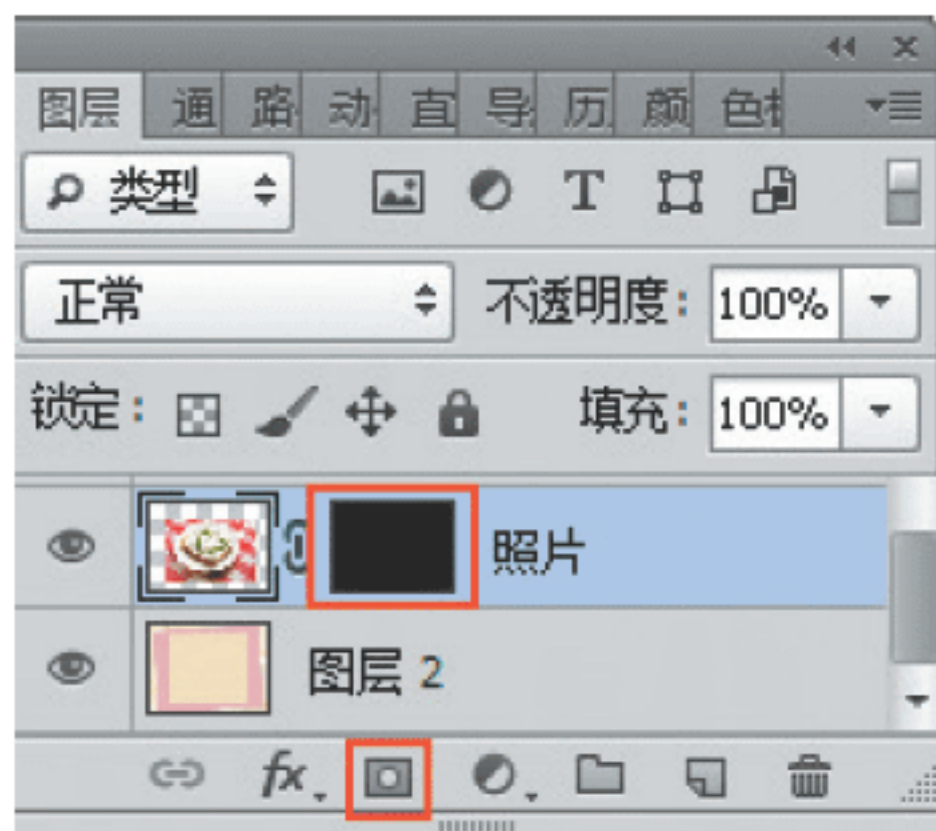 图层 通 路 动 直 导 历 颜 色
类型 T
正常 不透明度: 100%
锁定: 填充: 100%
照片
图层 2
fx